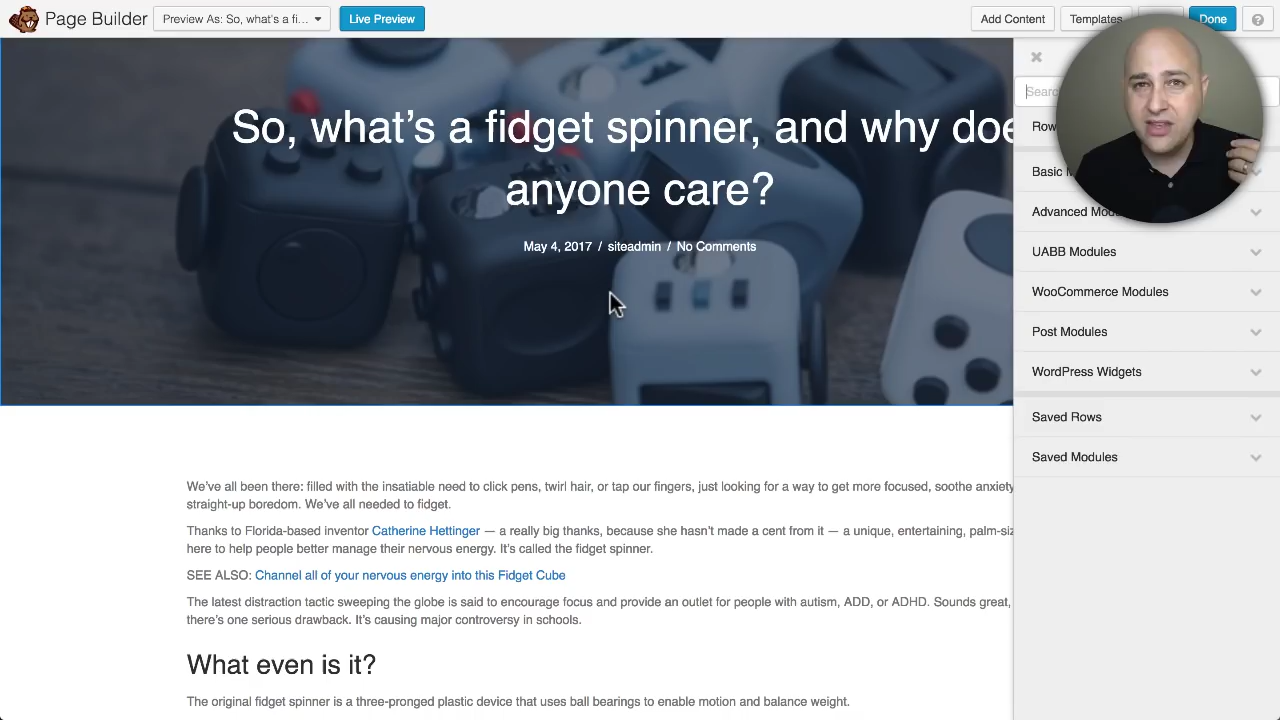 Page Builder
Preview As: So, what's a fi...
Live Preview
Add Content
Templates
Done
So, what's a fidget spinner, and why doe
anyone care?
May 4, 2017 / siteadmin / No Comments
Row
Basic
Advanced
UABB Modules
WooCommerce Modules
Post Modules
WordPress Widgets
Saved Rows
Saved Modules
We've all been there: filled with the insatiable need to click pens, twirl hair, or tap our fingers, just looking for a way to get more focused, soothe anxiety
straight-up boredom. We've all needed to fidget.
Thanks to Florida-based inventor Catherine Hettinger — a really big thanks, because she hasn't made a cent from it — a unique, entertaining, palm-siz
here to help people better manage their nervous energy. It's called the fidget spinner.
SEE ALSO: Channel all of your nervous energy into this Fidget Cube
The latest distraction tactic sweeping the globe is said to encourage focus and provide an outlet for people with autism, ADD, or ADHD. Sounds great,
there's one serious drawback. It's causing major controversy in schools.
What even is it?
The original fidget spinner is a three-pronged plastic device that uses ball bearings to enable motion and balance weight.